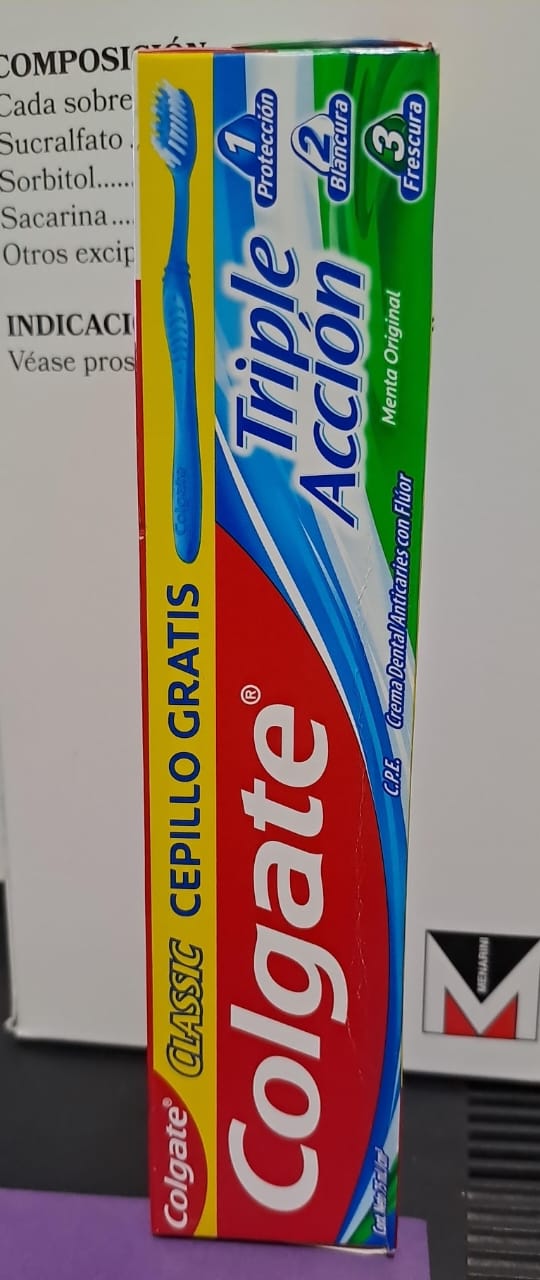 COMPOSICIÓN
Cada sobre
Sucralfato .
Sorbitol......
Sacarina....
Otros excip
INDICACI
Véase pros
Colgate®
CLASSIC CEPILLO GRATIS
Colgate
Colgate®
Triple
Acción
1 Protección
2 Blancura
3 Frescura
Menta Original
C.P.E. Crema Dental Anticaries con Flúor
MENARINI